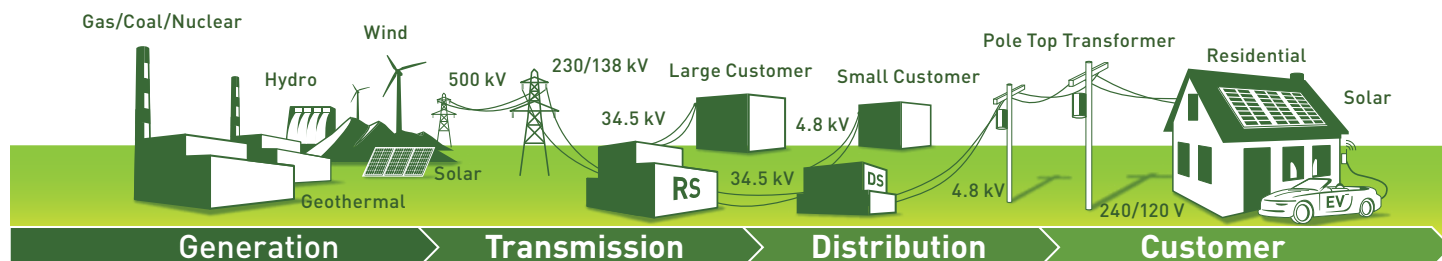 Gas/Coal/Nuclear
Hydro
Wind
Solar
Geothermal
500 kV
230/138 kV
34.5 kV
Large Customer
RS
34.5 kV
4.8 kV
Small Customer
DS
4.8 kV
Pole Top Transformer
240/120 V
Residential
Solar
EV
Generation
Transmission
Distribution
Customer